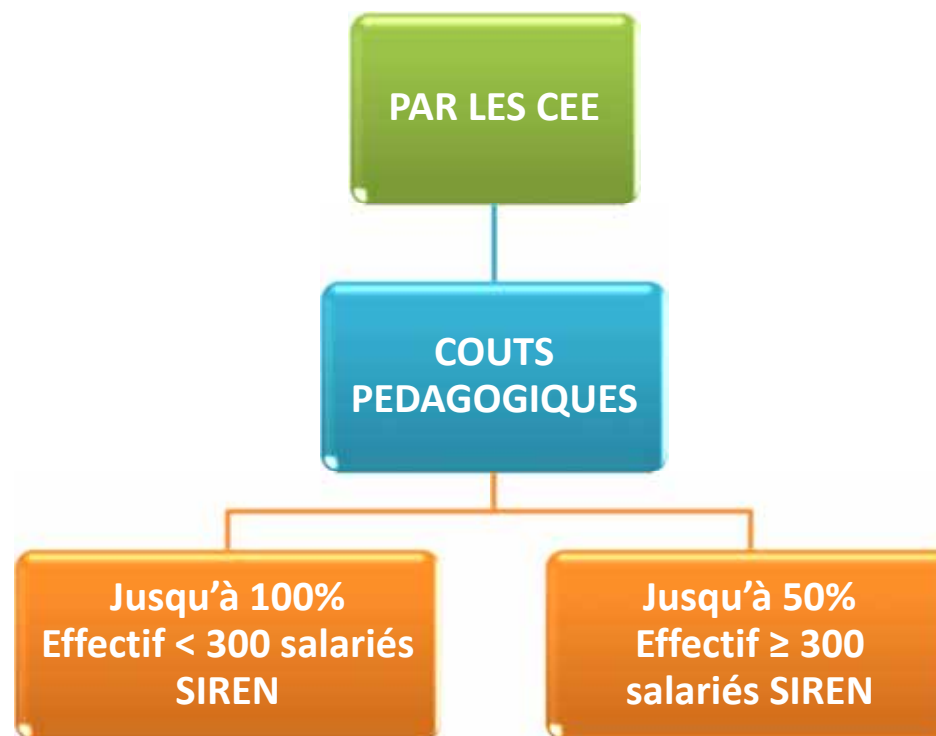 PAR LES CEE
COUTS
PEDAGOGIQUES
Jusqu’à 100%
Effectif < 300 salariés
SIREN
Jusqu’à 50%
Effectif ≥ 300
salariés SIREN